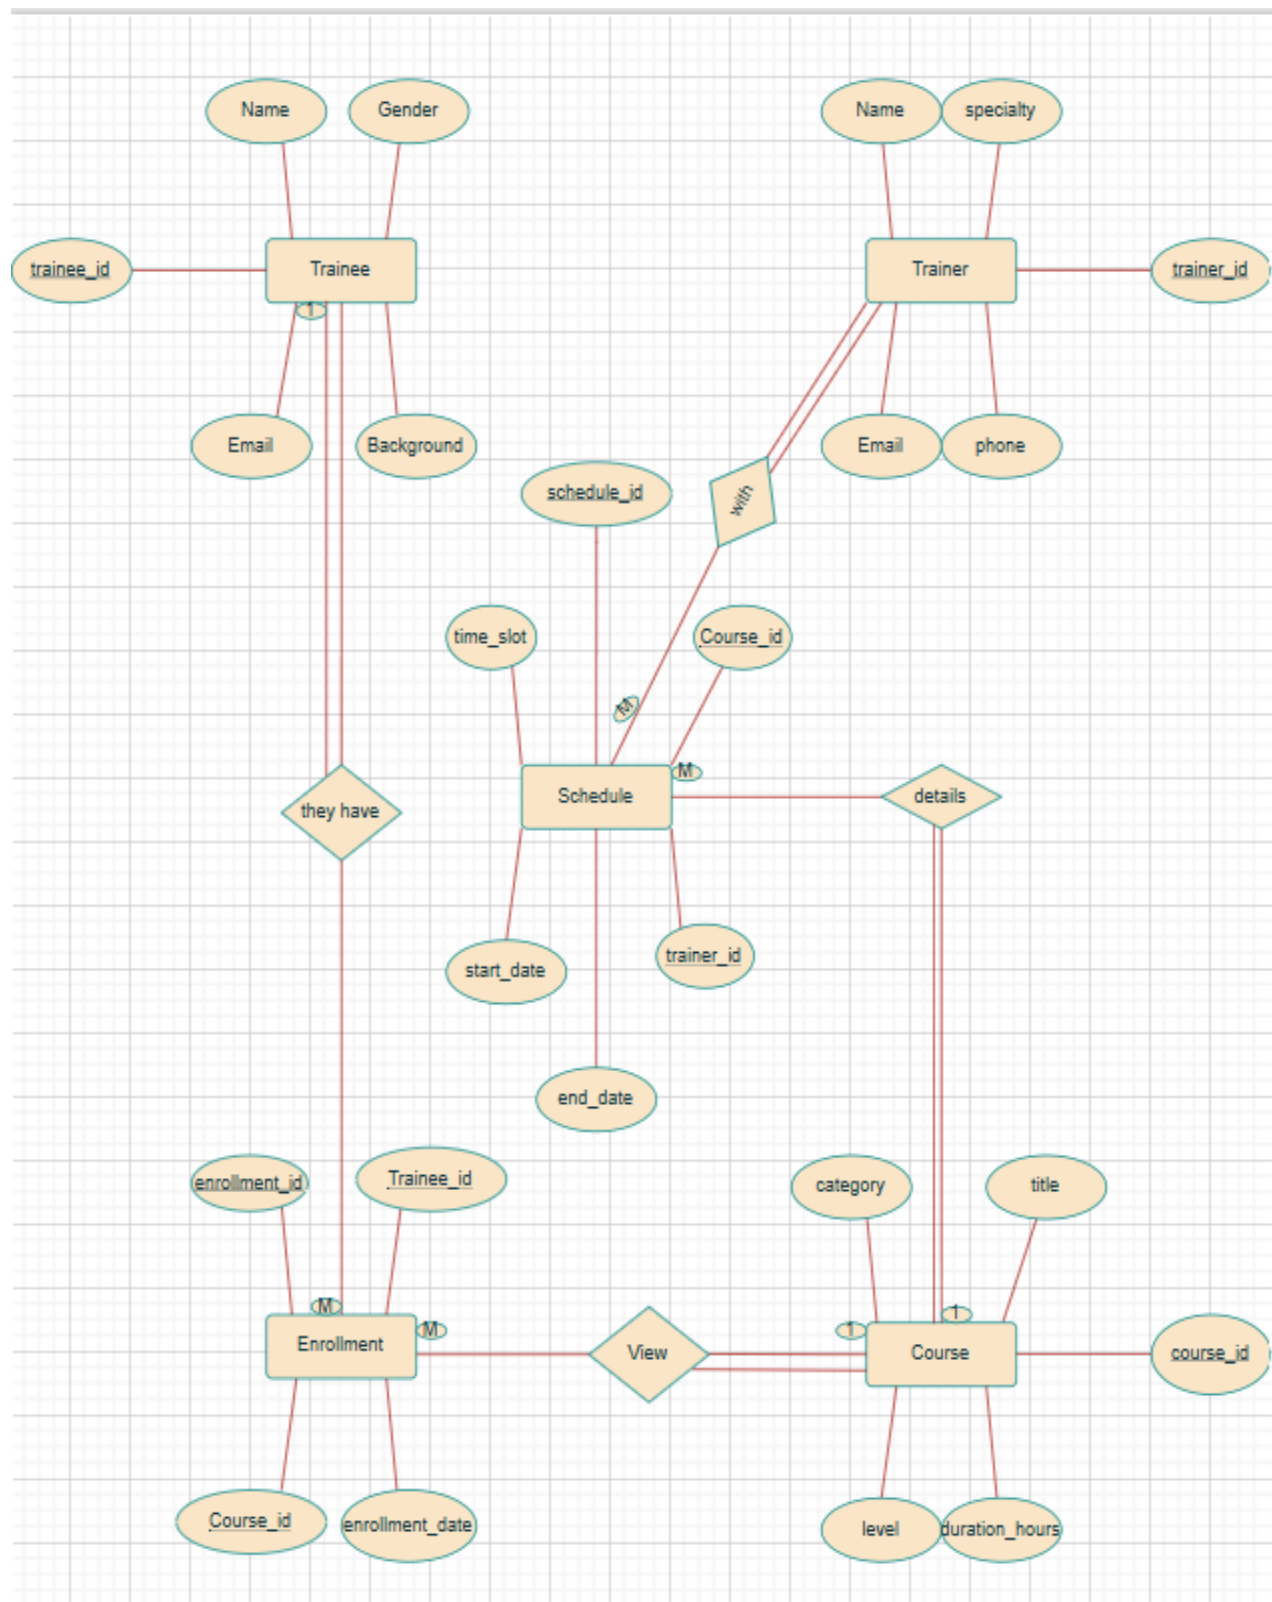 Name
Gender
Name
specialty
trainee_id
Trainee
Trainer
trainer_id
1
Email
Background
Email
phone
schedule_id
with
time_slot
Course_id
M
M
Schedule
details
they have
start_date
trainer_id
end_date
enrollment_id
Trainee_id
category
title
M
M
1
1
Enrollment
View
Course
course_id
Course_id
enrollment_date
level
duration_hours